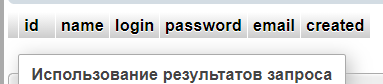 id name login password email created
Использование результатов запроса